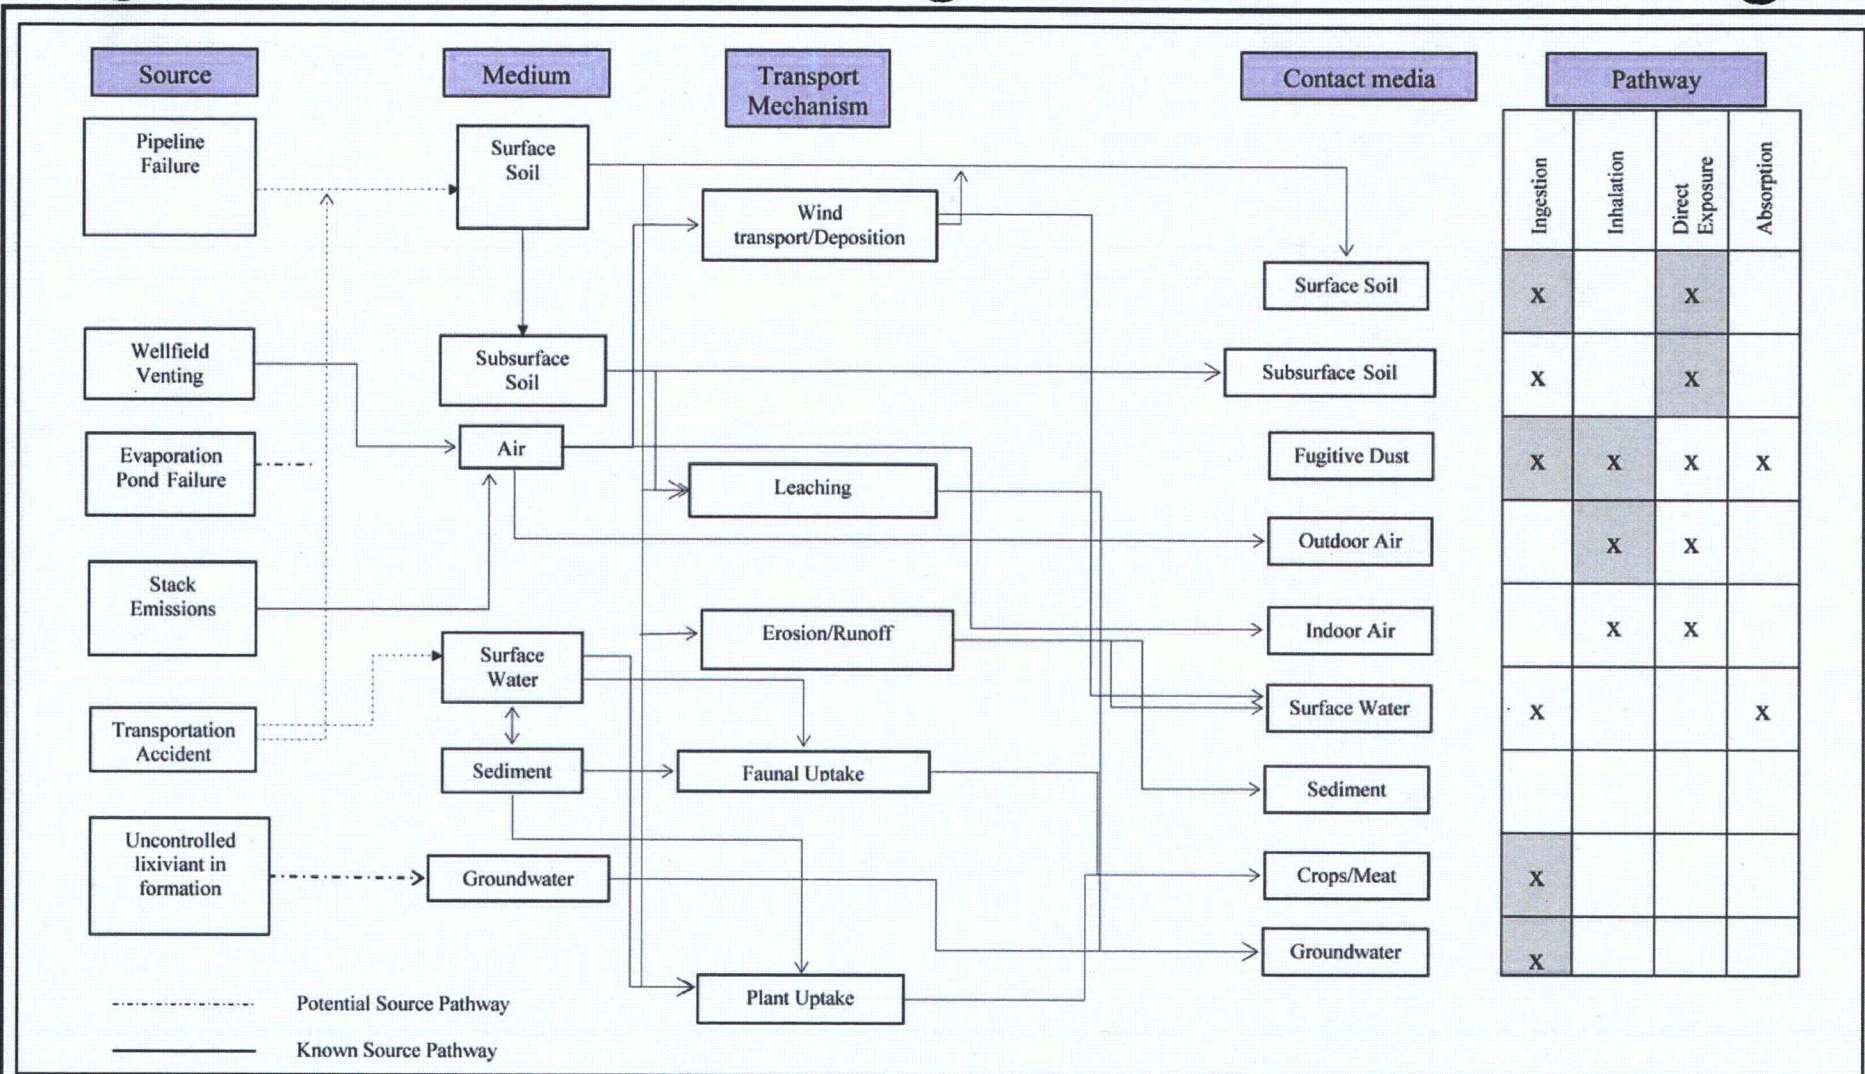 Source
Medium
Transport
Mechanism
Contact media
Pathway
Pipeline
Failure
Wellfield
Venting
Evaporation
Pond Failure
Stack
Emissions
Transportation
Accident
Uncontrolled
lixiviant in
formation
Surface
Soil
Subsurface
Soil
Air
Surface
Water
Sediment
Groundwater
Wind
transport/Deposition
Leaching
Erosion/Runoff
Faunal Uptake
Plant Uptake
Surface Soil
Subsurface Soil
Fugitive Dust
Outdoor Air
Indoor Air
Surface Water
Sediment
Crops/Meat
Groundwater
Ingestion
Inhalation
Direct
Exposure
Absorption
X X
X X
X X X X
X X
X X
X X
X
X
Potential Source Pathway
Known Source Pathway